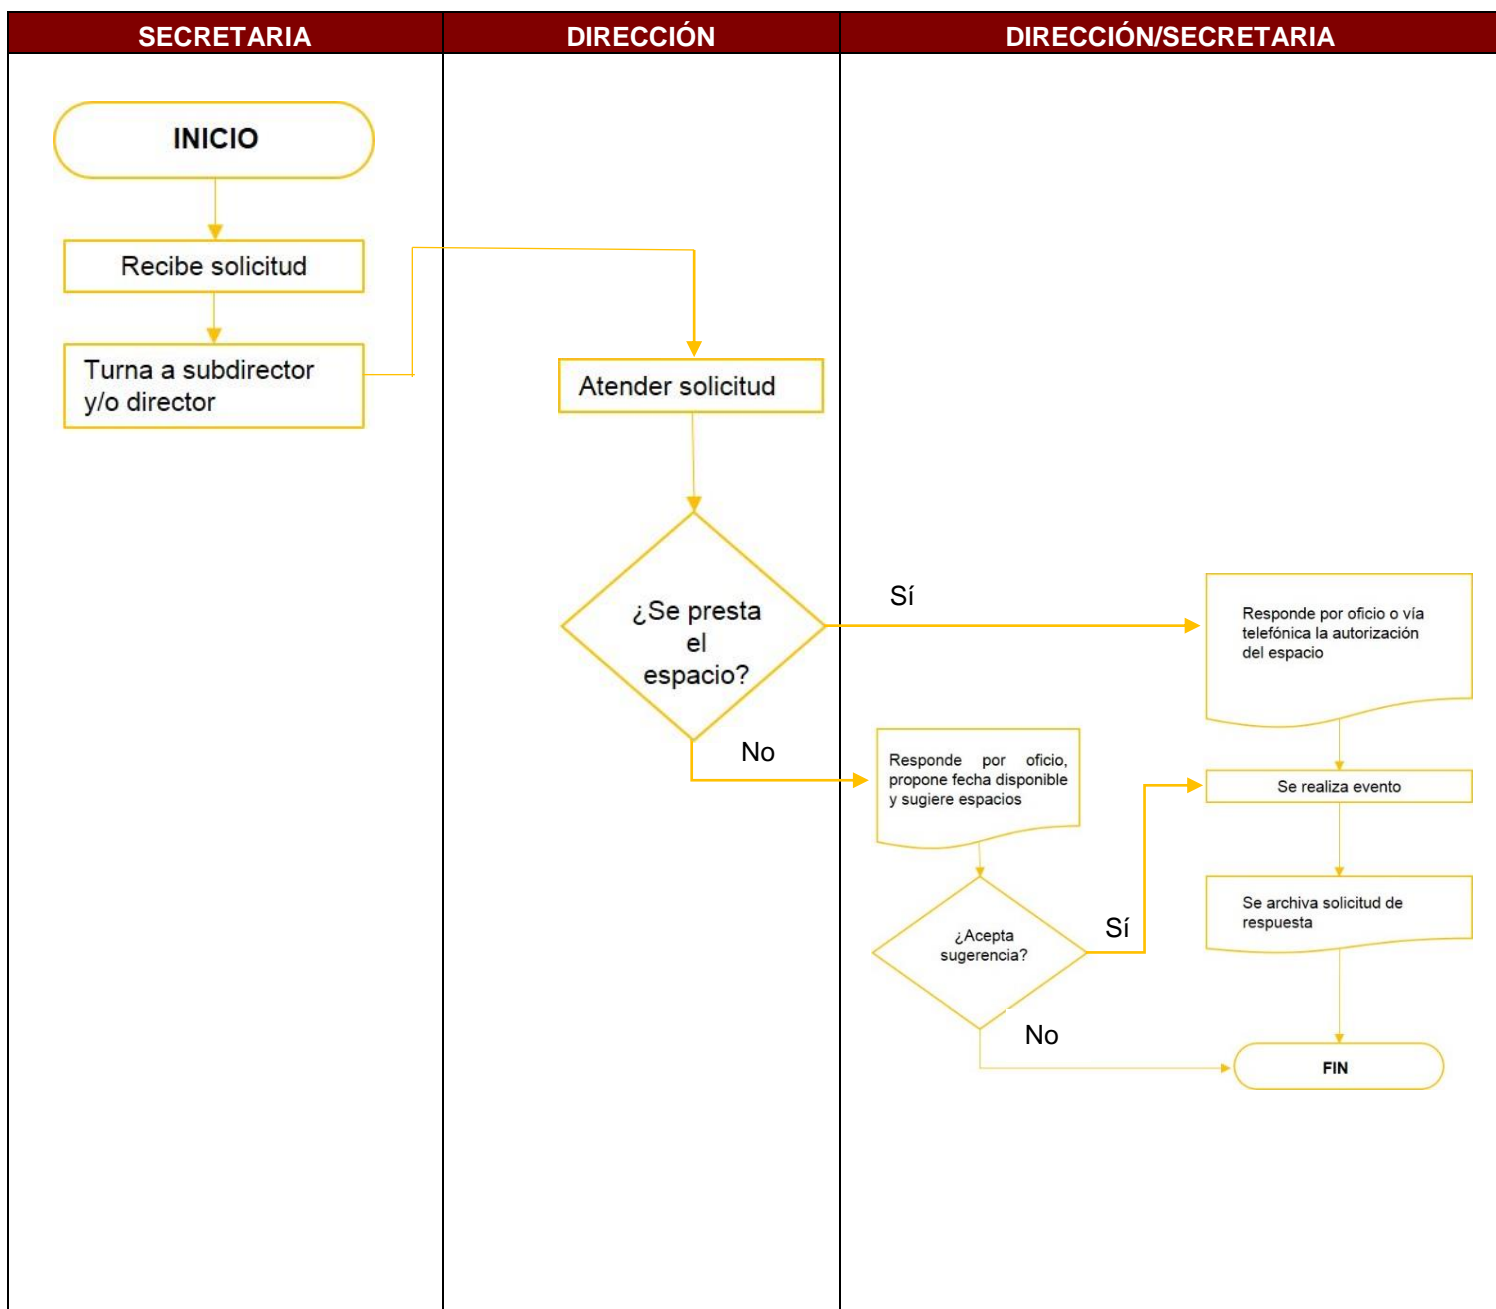 SECRETARIA
DIRECCIÓN
DIRECCIÓN/SECRETARIA
INICIO
Recibe solicitud
Turna a subdirector
y/o director
Atender solicitud
¿Se presta
el
espacio?
Sí
No
Responde por oficio o vía
telefónica la autorización
del espacio
Responde por oficio,
propone fecha disponible
y sugiere espacios
Se realiza evento
¿Acepta
sugerencia?
Sí
No
Se archiva solicitud de
respuesta
FIN